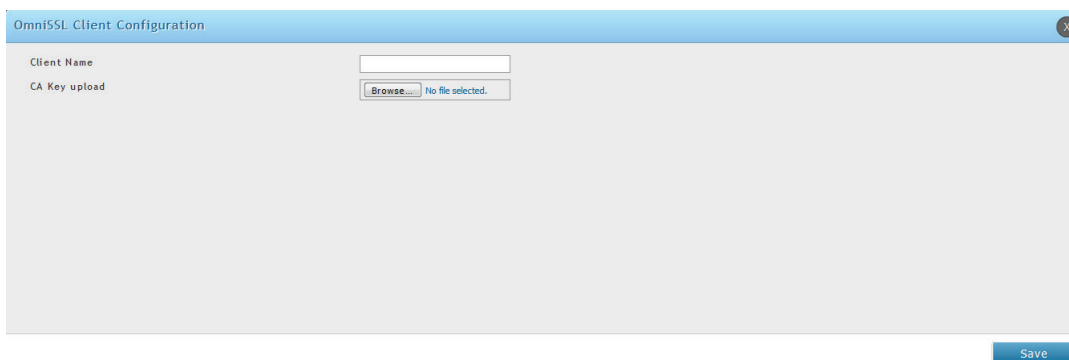 OmniSSL Client Configuration
X
Client Name
CA Key upload
Browse... No file selected.
Save